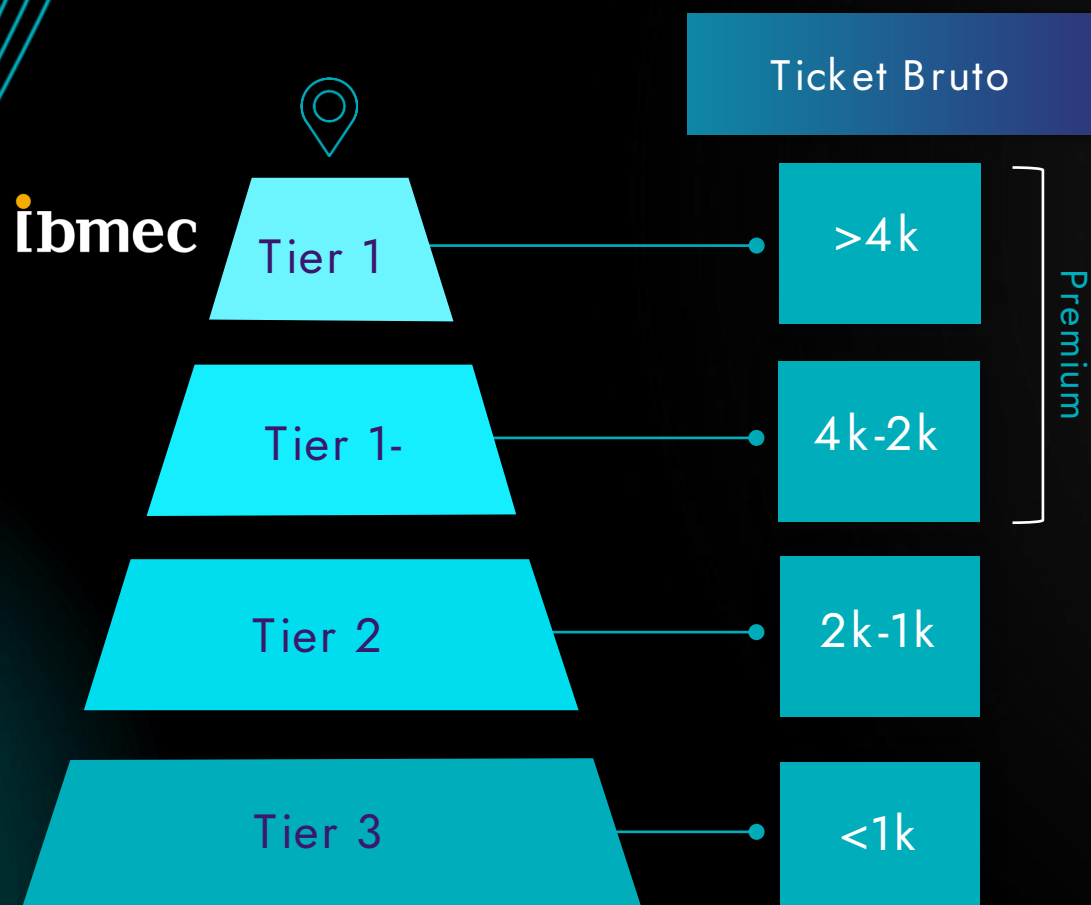 Ticket Bruto
ibmec
Tier 1
>4k
Premium
Tier 1-
4k-2k
Tier 2
2k-1k
Tier 3
<1k